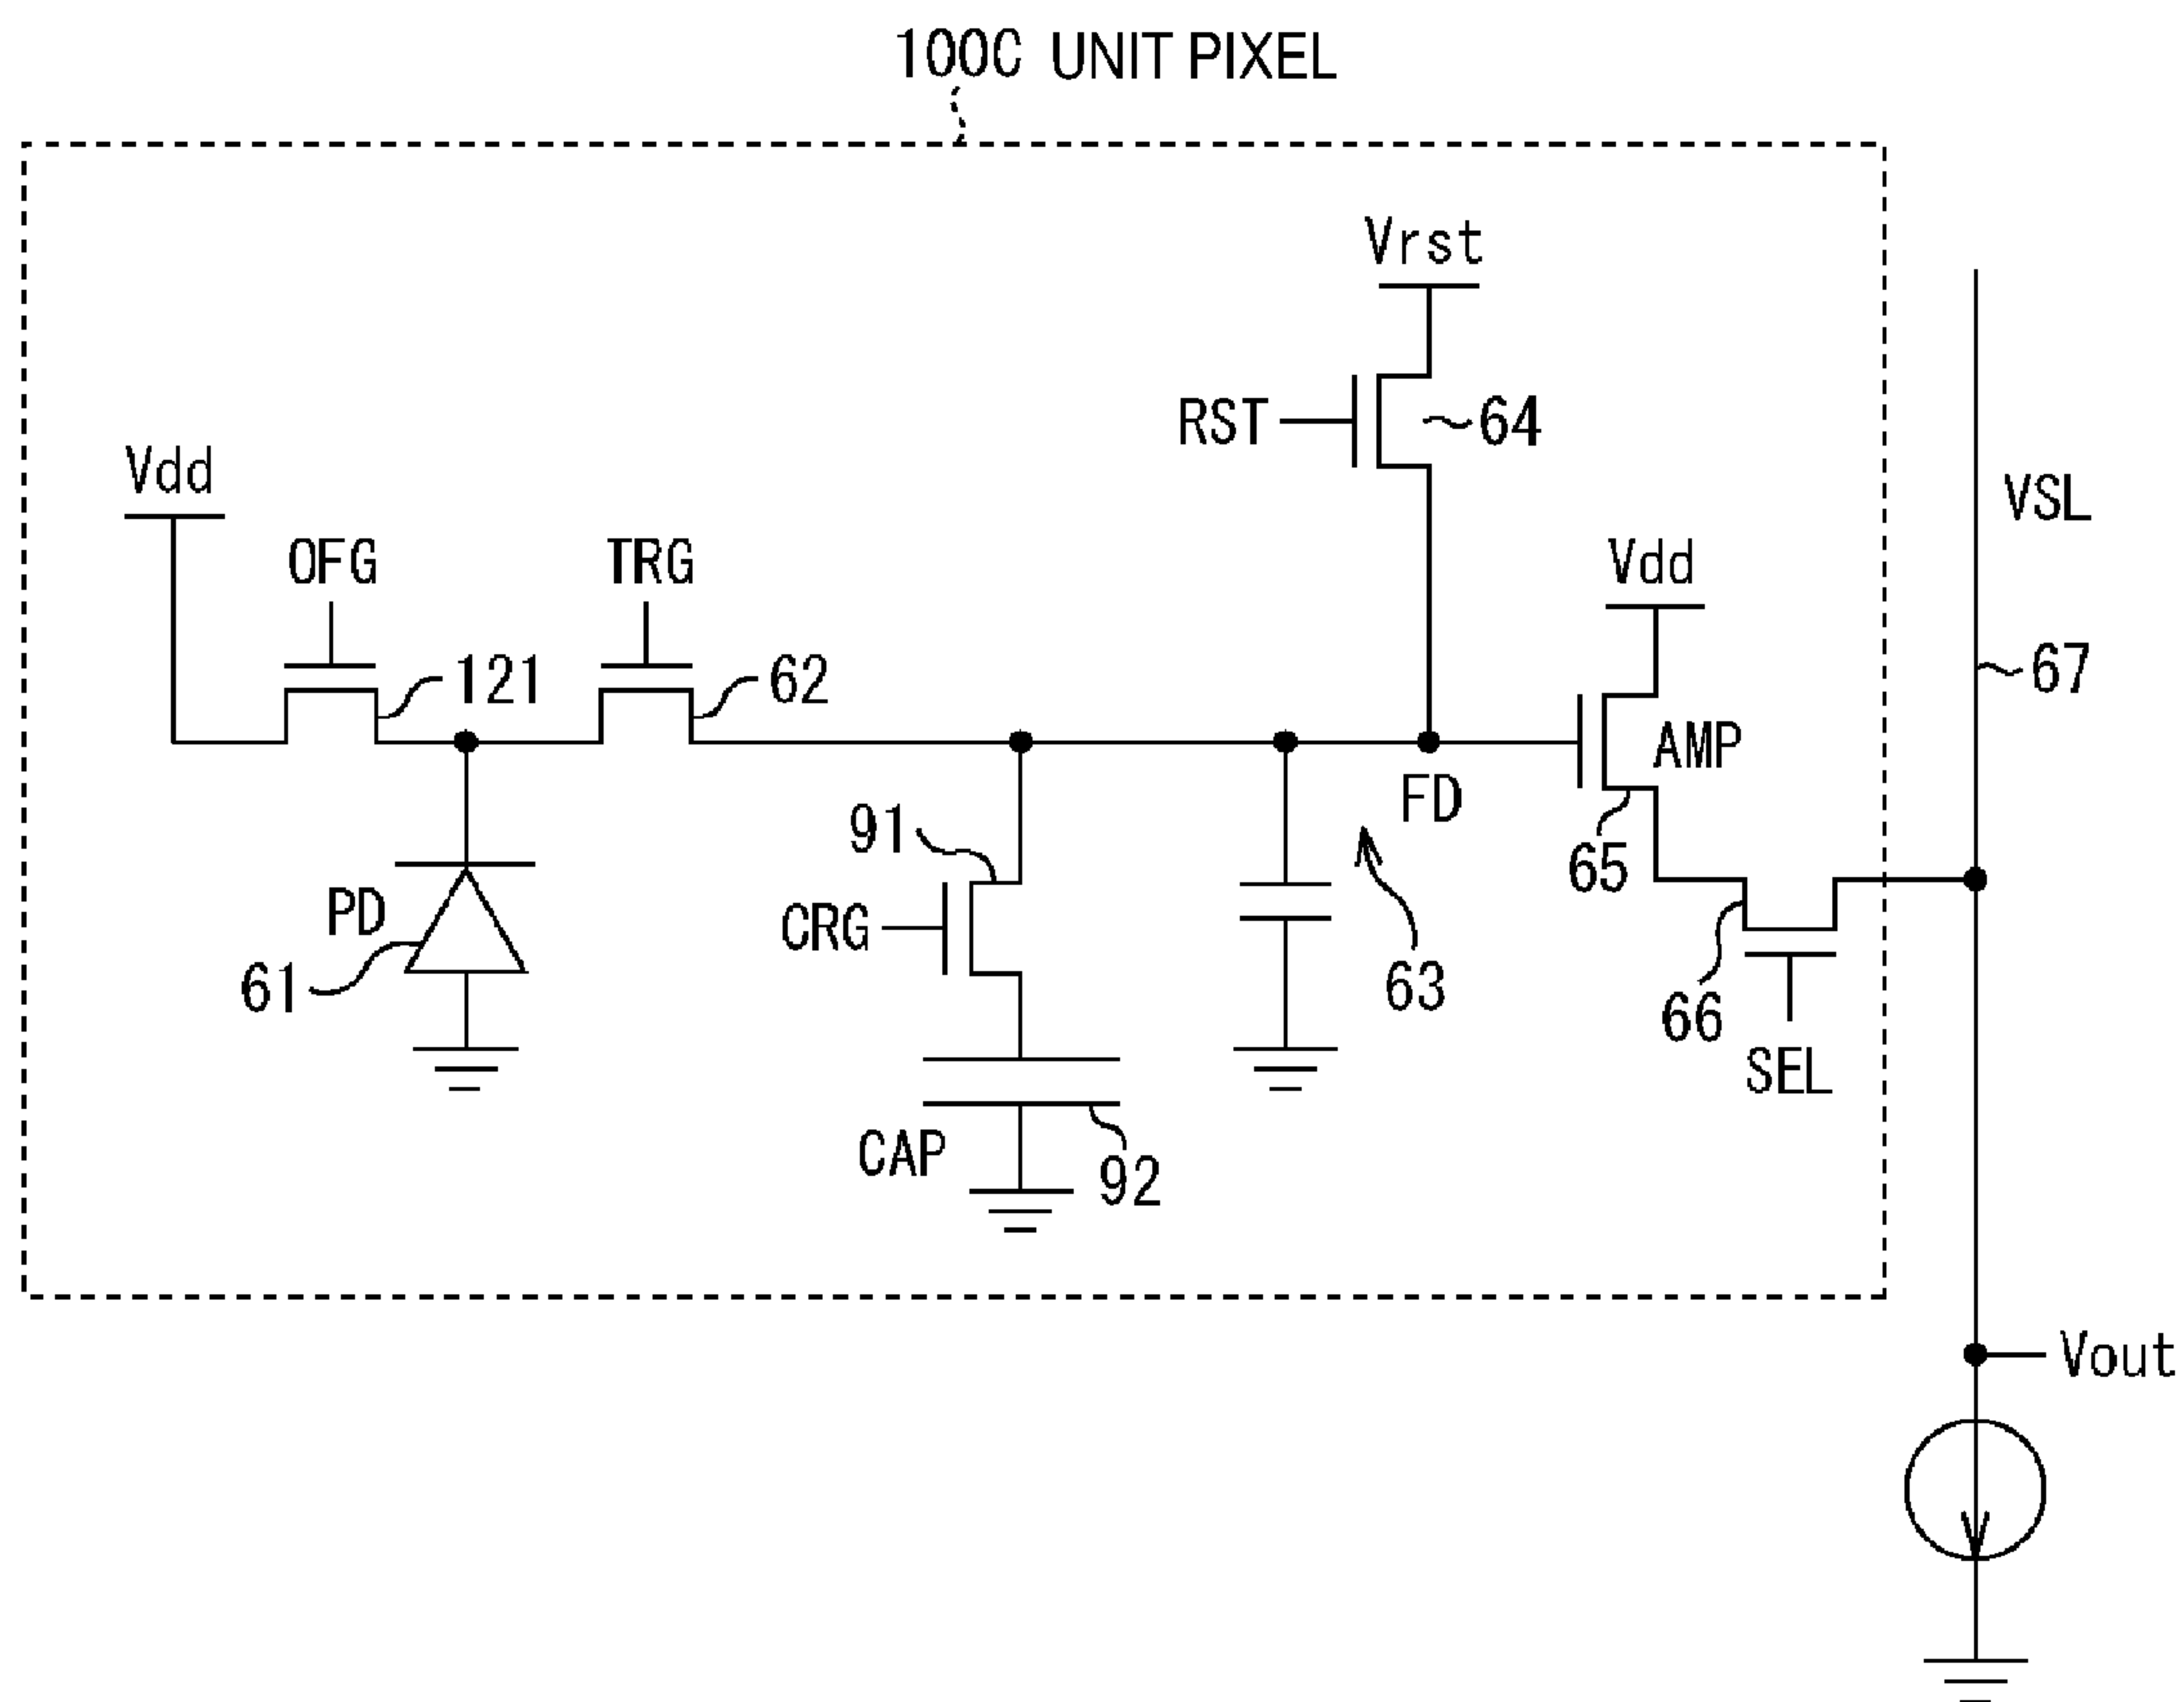 100C UNIT PIXEL
Vrst
RST
64
Vdd
VSL
OFG
TRG
Vdd
121
62
67
AMP
FD
91
65
PD
CRG
61
63
66
SEL
CAP
92
Vout